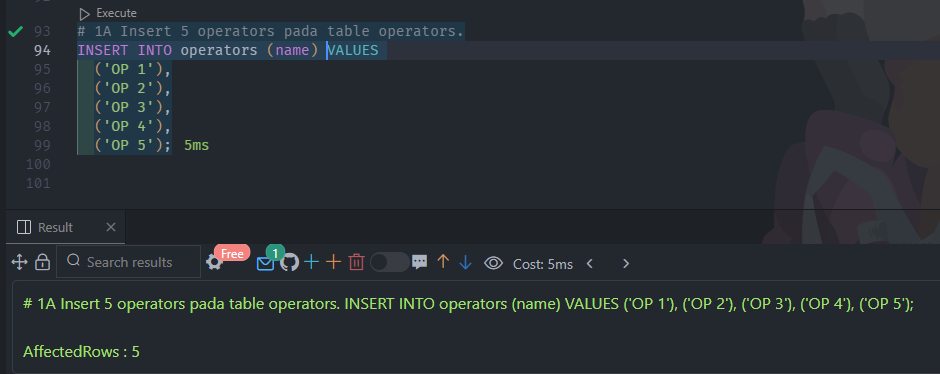 Execute
93 # 1A Insert 5 operators pada table operators.
94 INSERT INTO operators (name) VALUES
95 ('OP 1'),
96 ('OP 2'),
97 ('OP 3'),
98 ('OP 4'),
99 ('OP 5'); 5ms
100
101
Result
Search results Free 1 Cost: 5ms
# 1A Insert 5 operators pada table operators. INSERT INTO operators (name) VALUES ('OP 1'), ('OP 2'), ('OP 3'), ('OP 4'), ('OP 5');
AffectedRows : 5